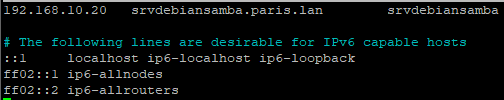 192.168.10.20   srvdebiansamba.paris.lan        srvdebiansamba
# The following lines are desirable for IPv6 capable hosts
::1     localhost ip6-localhost ip6-loopback
ff02::1 ip6-allnodes
ff02::2 ip6-allrouters